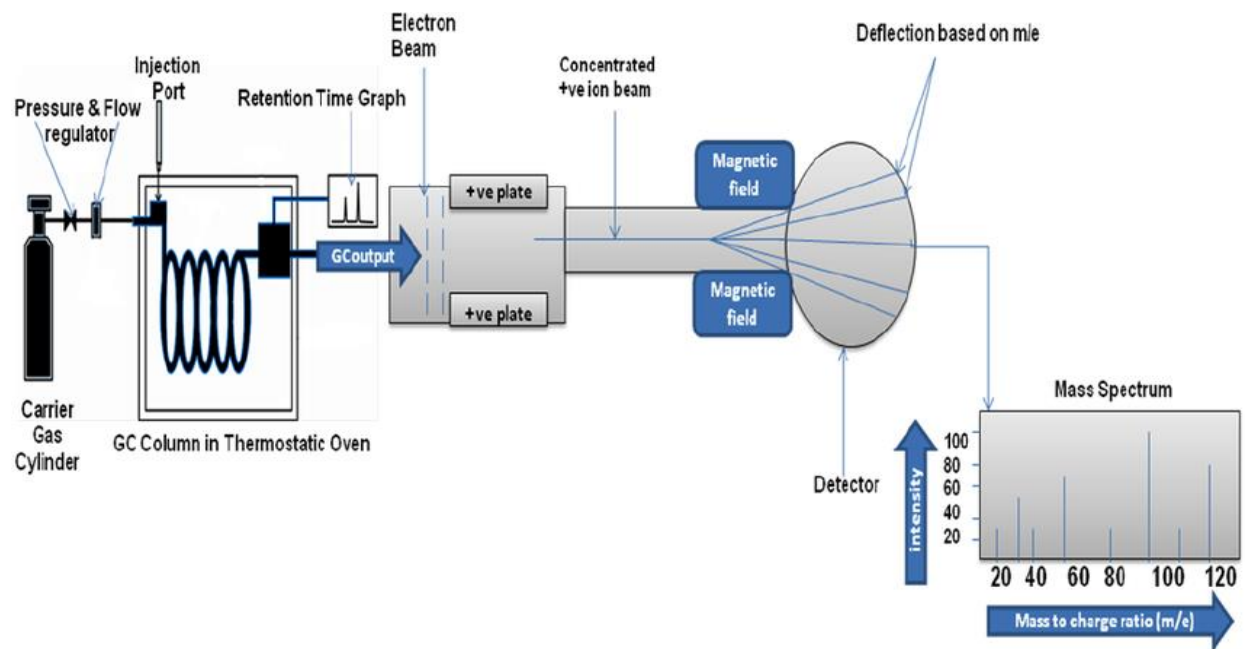 Electron
Beam
Deflection based on m/e
Injection
Port
Concentrated
+ve ion beam
Pressure & Flow
regulator
Retention Time Graph
Magnetic
field
+ve plate
GC output
+ve plate
Magnetic
field
Carrier
Gas
Cylinder
GC Column in Thermostatic Oven
Detector
Mass Spectrum
intensity
100
80
60
40
20
20 40 60 80 100 120
Mass to charge ratio (m/e)